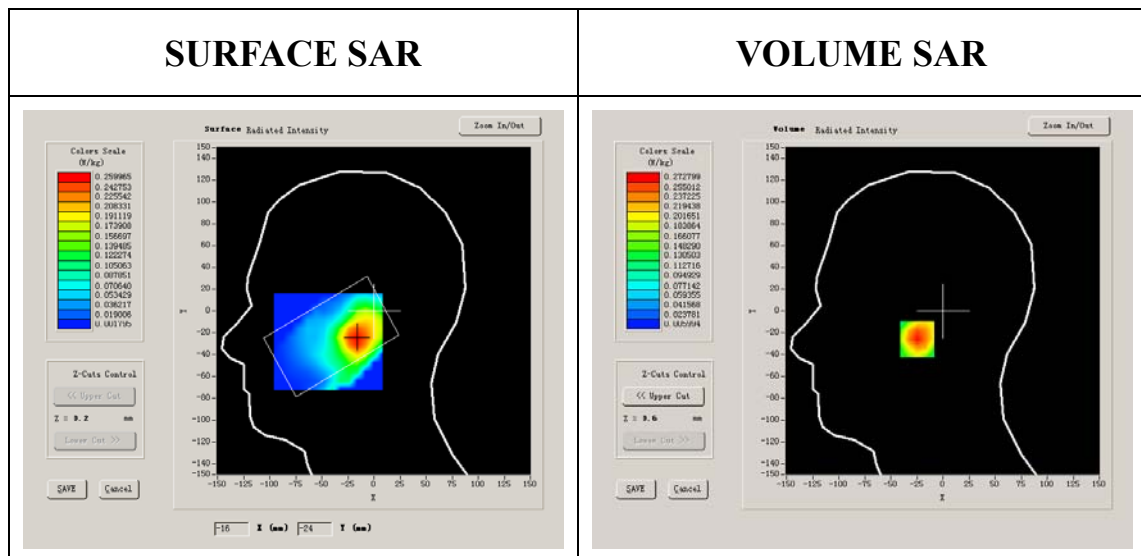 SURFACE SAR
VOLUME SAR
Surface Radiated Intensity
Zoom In/Out
Colors Scale
(W/kg)
0.259965
0.242753
0.225542
0.208331
0.191119
0.173908
0.156697
0.139485
0.122274
0.105063
0.087851
0.070640
0.053429
0.036217
0.019006
0.001795
150
140
120
100
80
60
40
20
0
-20
-40
-60
-80
-100
-120
-140
-150
Y
-150 -125 -100 -75 -50 -25 0 25 50 75 100 125 150
X
Z-Cuts Control
<< Upper Cut
Z = 3.2 mm
Lower Cut >>
SAVE Cancel
-16 X (mm) -24 Y (mm)
Volume Radiated Intensity
Zoom In/Out
Colors Scale
(W/kg)
0.272799
0.255012
0.237225
0.219438
0.201651
0.183864
0.166077
0.148290
0.130503
0.112716
0.094929
0.077142
0.059355
0.041568
0.023781
0.005994
150
140
120
100
80
60
40
20
0
-20
-40
-60
-80
-100
-120
-140
-150
Y
-150 -125 -100 -75 -50 -25 0 25 50 75 100 125 150
X
Z-Cuts Control
<< Upper Cut
Z = 3.6 mm
Lower Cut >>
SAVE Cancel